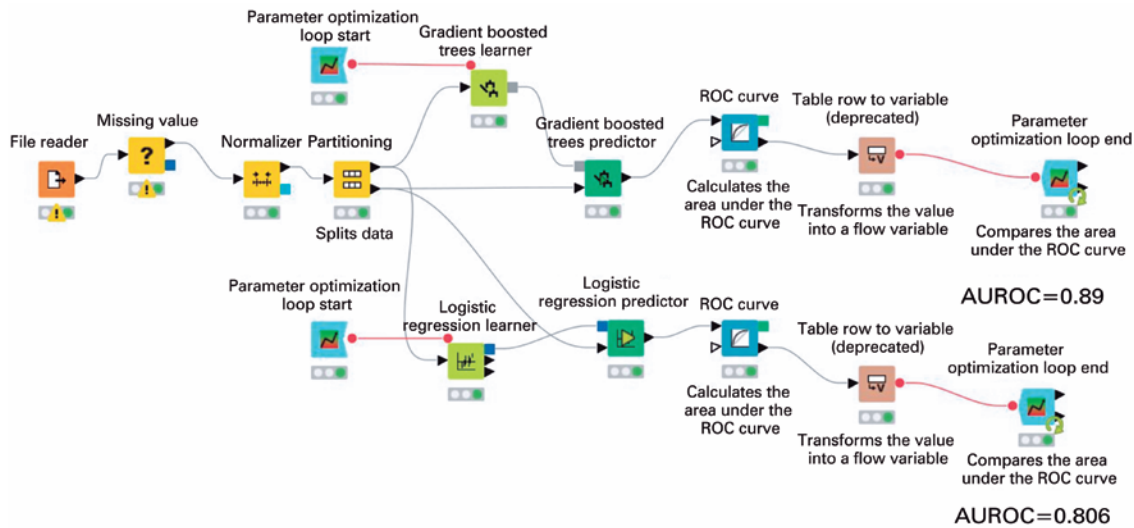 Parameter optimization
loop start
Gradient boosted
trees learner
File reader
Missing value
Normalizer
Partitioning
Splits data
Gradient boosted
trees predictor
ROC curve
Calculates the
area under the
ROC curve
Table row to variable
(deprecated)
Transforms the value
into a flow variable
Parameter
optimization loop end
Compares the area
under the ROC curve
AUROC=0.89
Parameter optimization
loop start
Logistic
regression learner
Logistic
regression predictor
ROC curve
Calculates the
area under the
ROC curve
Table row to variable
(deprecated)
Transforms the value
into a flow variable
Parameter
optimization loop end
Compares the area
under the ROC curve
AUROC=0.806